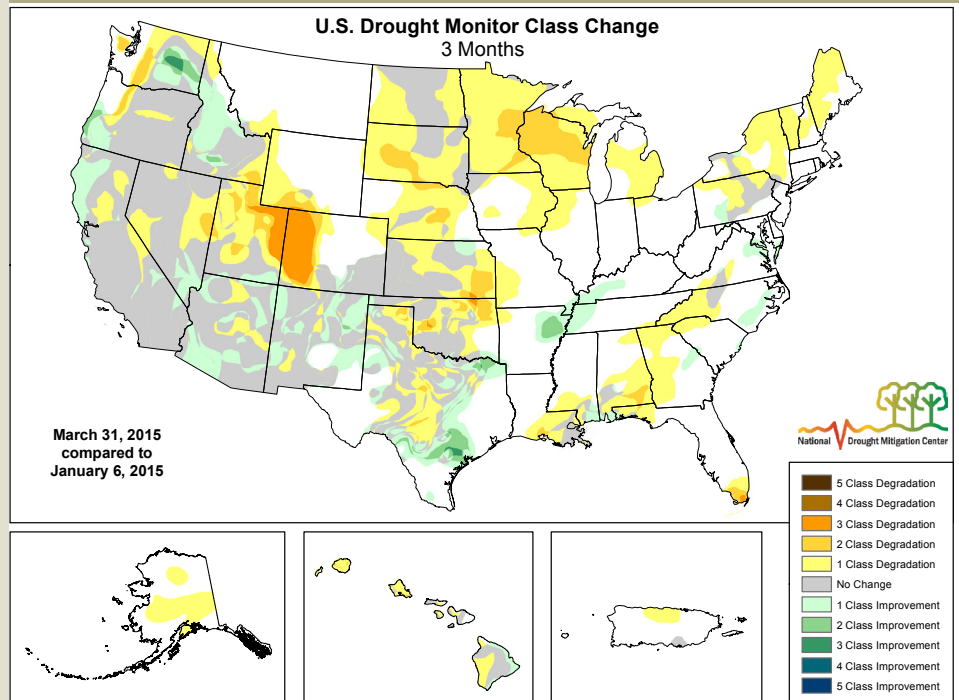 U.S. Drought Monitor Class Change
3 Months
March 31, 2015
compared to
January 6, 2015
National Drought Mitigation Center
5 Class Degradation
4 Class Degradation
3 Class Degradation
2 Class Degradation
1 Class Degradation
No Change
1 Class Improvement
2 Class Improvement
3 Class Improvement
4 Class Improvement
5 Class Improvement